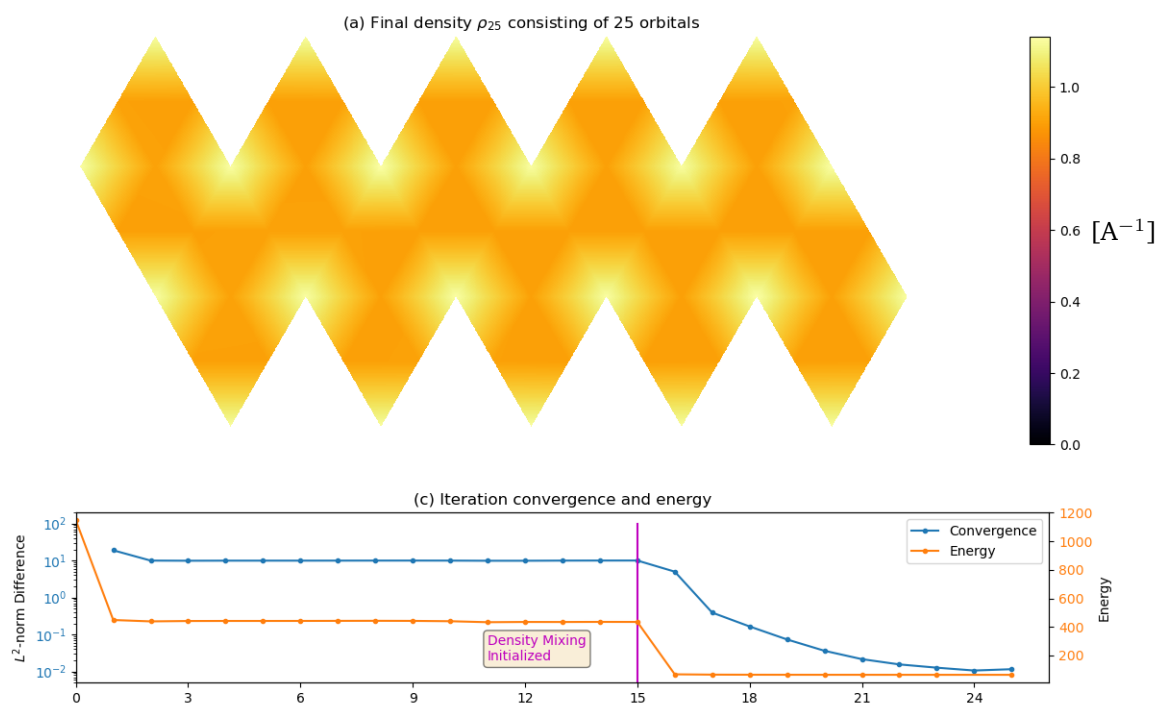 (a) Final density ρ₂₅ consisting of 25 orbitals
1.0
0.8
0.6
0.4
0.2
0.0
[A⁻¹]
(c) Iteration convergence and energy
L²-norm Difference
10²
10¹
10⁰
10⁻¹
10⁻²
Convergence
Energy
Density Mixing
Initialized
1200
1000
800
600
400
200
Energy
0 3 6 9 12 15 18 21 24